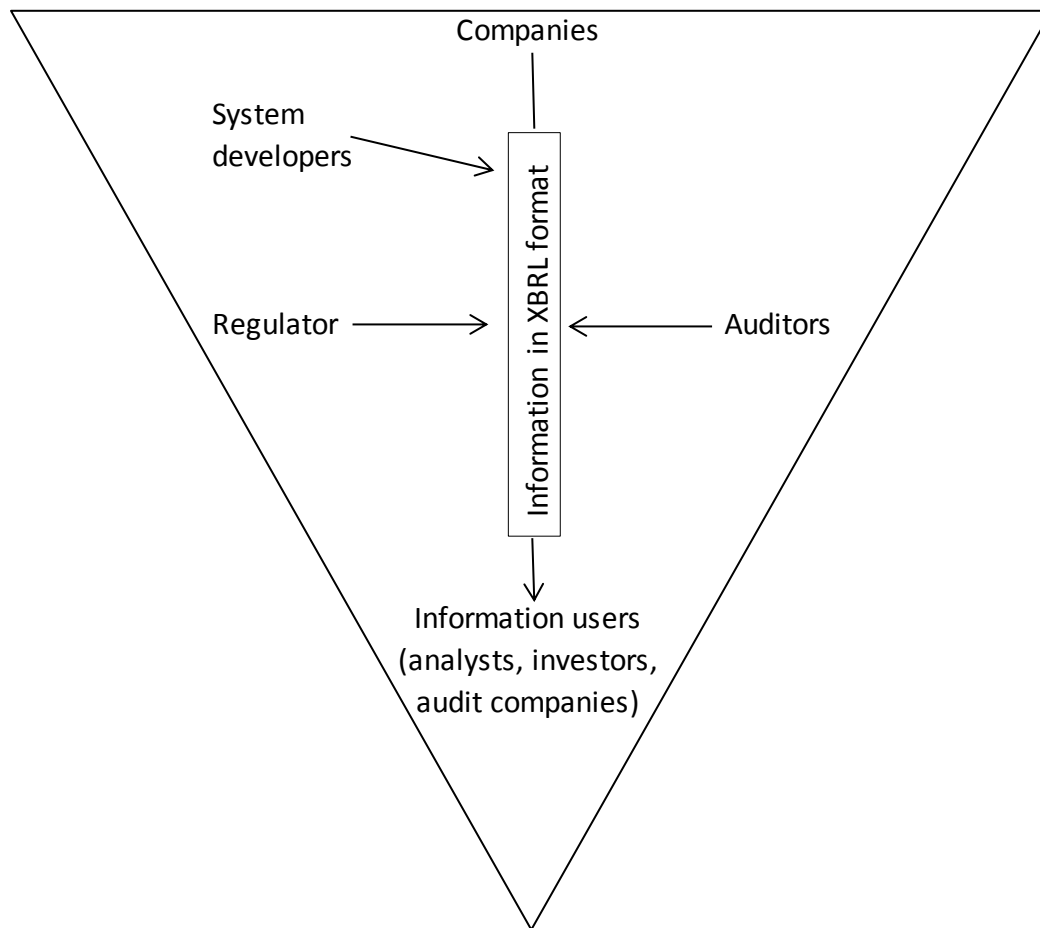 Companies
System
developers
Information in XBRL format
Regulator
Auditors
Information users
(analysts, investors,
audit companies)